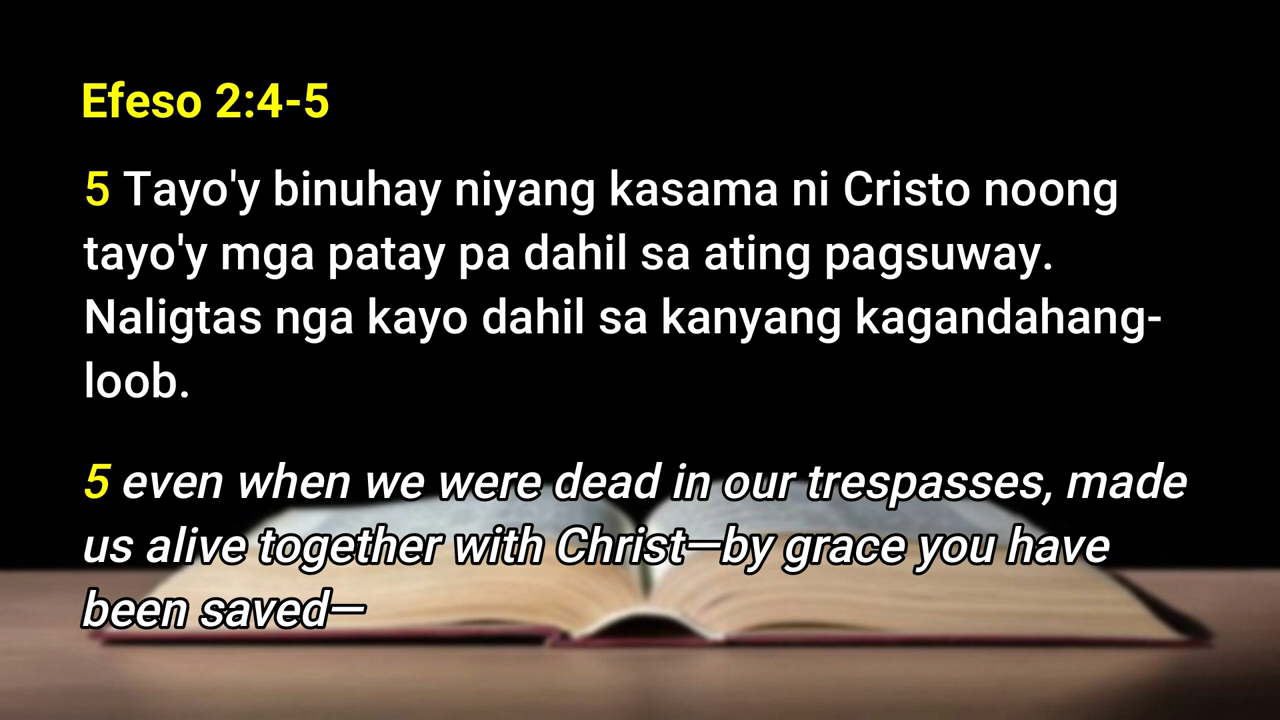 Efeso 2:4-5
5 Tayo'y binuhay niyang kasama ni Cristo noong
tayo'y mga patay pa dahil sa ating pagsuway.
Naligtas nga kayo dahil sa kanyang kagandahang-
loob.
5 even when we were dead in our trespasses, made
us alive together with Christ—by grace you have
been saved—